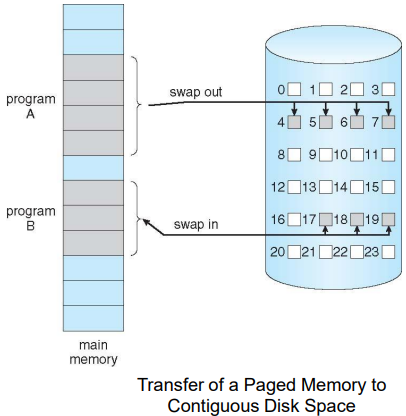 program
A
swap out
0 1 2 3
4 5 6 7
8 9 10 11
12 13 14 15
program
B
swap in
16 17 18 19
20 21 22 23
main
memory
Transfer of a Paged Memory to
Contiguous Disk Space